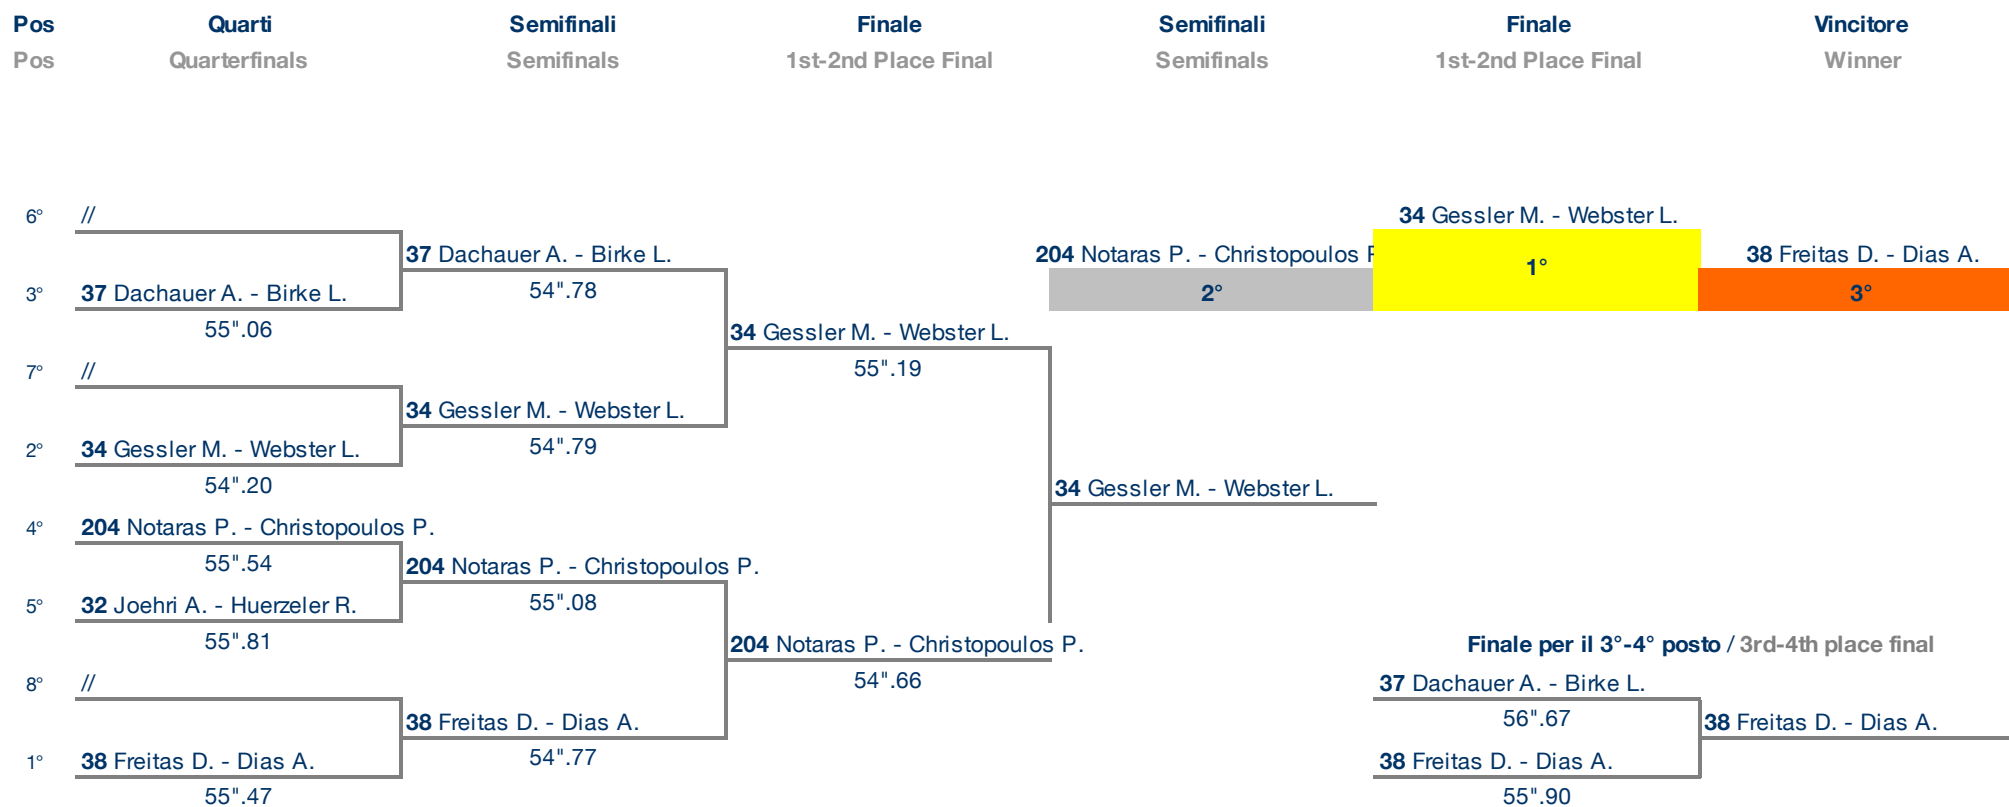 Pos Quarti Semifinali Finale Semifinali Finale Vincitore
Pos Quarterfinals Semifinals 1st-2nd Place Final Semifinals 1st-2nd Place Final Winner
6° // 34 Gessler M. - Webster L.
37 Dachauer A. - Birke L. 204 Notaras P. - Christopoulos 1° 38 Freitas D. - Dias A.
3° 37 Dachauer A. - Birke L. 54".78 2° 3°
55".06 34 Gessler M. - Webster L.
7° // 55".19
34 Gessler M. - Webster L.
2° 34 Gessler M. - Webster L. 54".79
54".20 34 Gessler M. - Webster L.
4° 204 Notaras P. - Christopoulos P.
55".54 204 Notaras P. - Christopoulos P.
5° 32 Joehri A. - Huerzeler R. 55".08
55".81 204 Notaras P. - Christopoulos P. Finale per il 3°-4° posto / 3rd-4th place final
8° // 54".66 37 Dachauer A. - Birke L.
38 Freitas D. - Dias A. 56".67 38 Freitas D. - Dias A.
1° 38 Freitas D. - Dias A. 54".77 38 Freitas D. - Dias A.
55".47 55".90